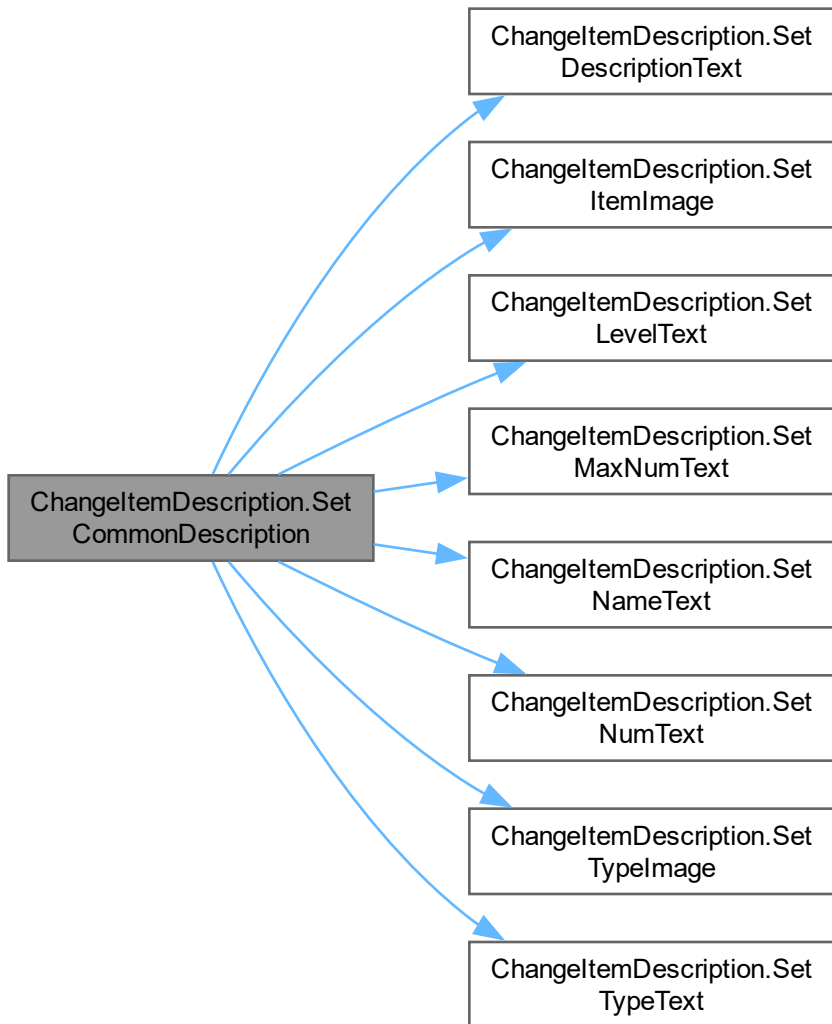 ChangeItemDescription.Set
DescriptionText
ChangeItemDescription.Set
ItemImage
ChangeItemDescription.Set
LevelText
ChangeItemDescription.Set
MaxNumText
ChangeItemDescription.Set
CommonDescription
ChangeItemDescription.Set
NameText
ChangeItemDescription.Set
NumText
ChangeItemDescription.Set
TypeImage
ChangeItemDescription.Set
TypeText